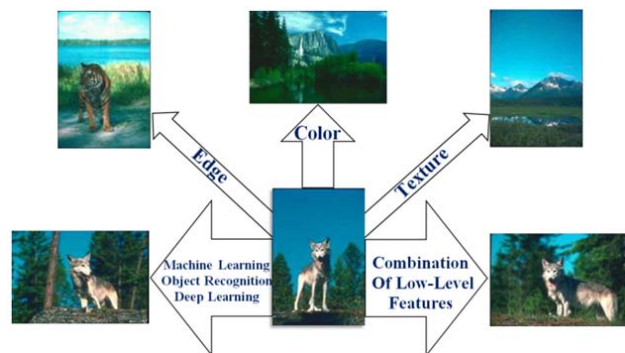 Color
Edge
Texture
Machine Learning
Object Recognition
Deep Learning
Combination
Of Low-Level
Features